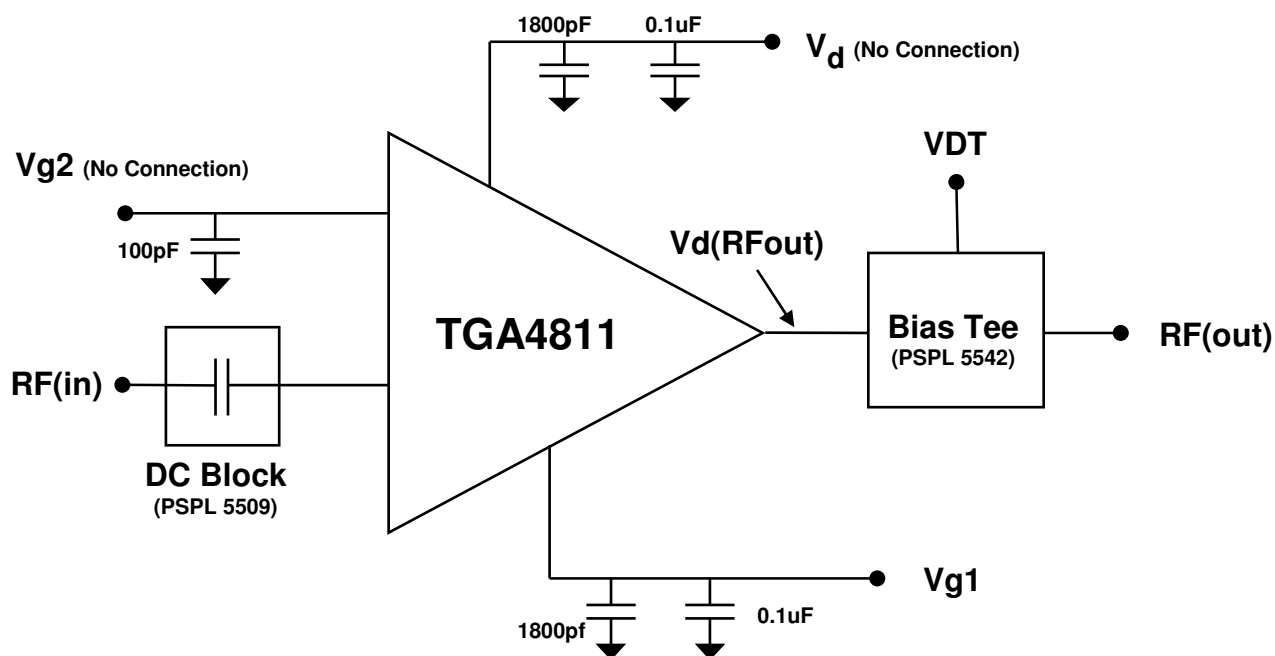 1800pF
0.1uF
Vd (No Connection)
VDT
Vg2 (No Connection)
100pF
Vd(RFout)
TGA4811
Bias Tee
(PSPL 5542)
RF(out)
RF(in)
DC Block
(PSPL 5509)
Vg1
1800pf
0.1uF